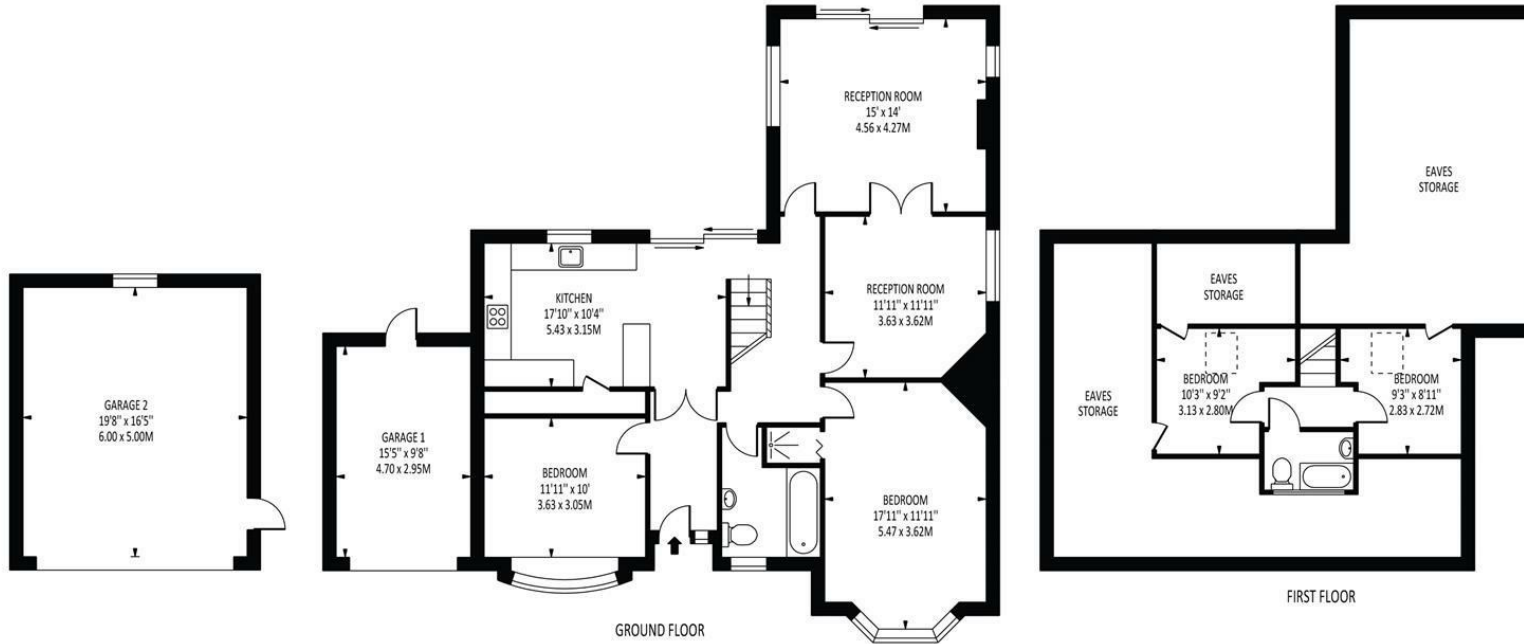 RECEPTION ROOM
15' x 14'
4.56 x 4.27M
EAVES
STORAGE
KITCHEN
17'10" x 10'4"
5.43 x 3.15M
RECEPTION ROOM
11'11" x 11'11"
3.63 x 3.62M
EAVES
STORAGE
GARAGE 2
19'8" x 16'5"
6.00 x 5.00M
GARAGE 1
15'5" x 9'8"
4.70 x 2.95M
BEDROOM
11'11" x 10'
3.63 x 3.05M
BEDROOM
17'11" x 11'11"
5.47 x 3.62M
EAVES
STORAGE
BEDROOM
10'3" x 9'2"
3.13 x 2.80M
BEDROOM
9'3" x 8'11"
2.83 x 2.72M
GROUND FLOOR
FIRST FLOOR